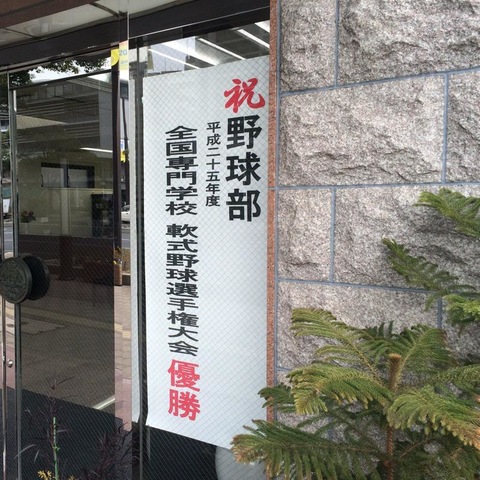 祝 野球部
平成二十五年度
全国専門学校 軟式野球選手権大会 優勝